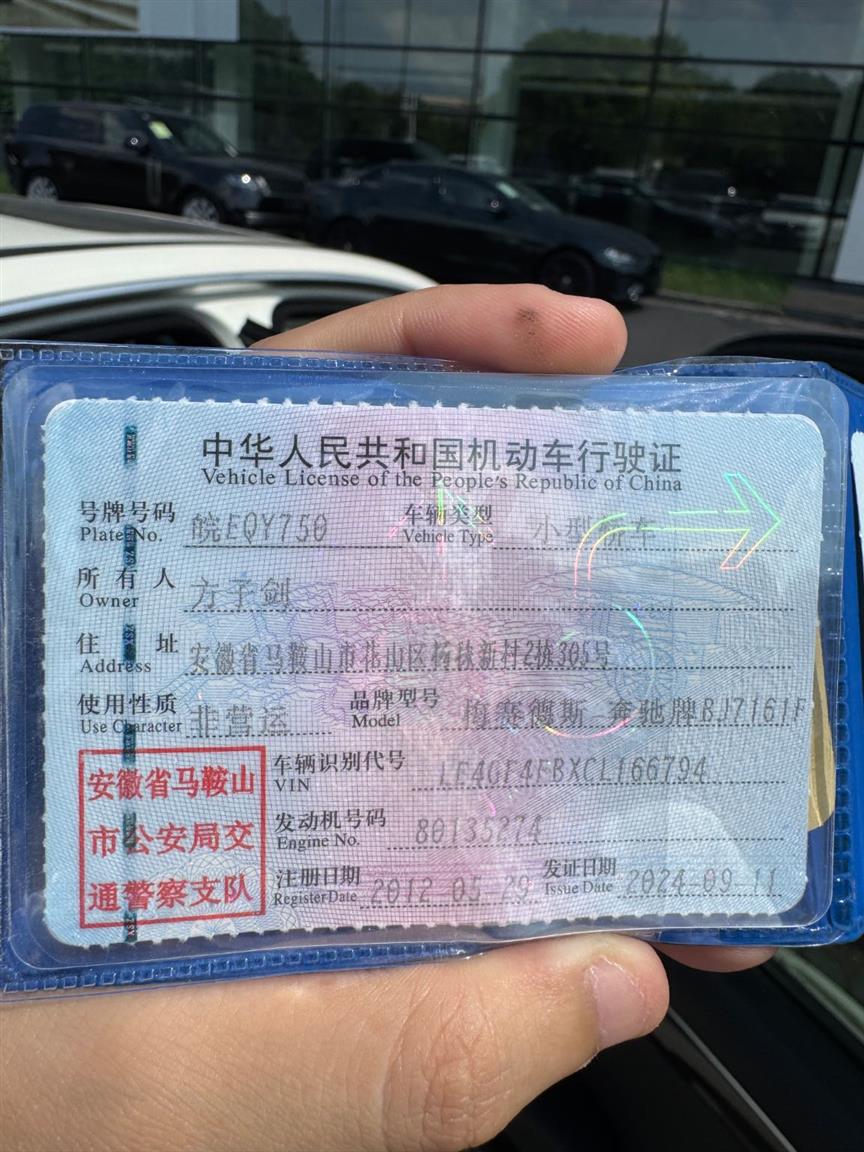 中华人民共和国机动车行驶证
Vehicle License of the People's Republic of China
号牌号码 皖EQY750 车辆类型 小型轿车
Plate No. Vehicle Type
所有人 方子剑
Owner
住址 安徽省马鞍山市花山区杨秣新村2栋305号
Address
使用性质 非营运 品牌型号 梅赛德斯 奔驰牌BJ7161F
Use Character Model
安徽省马鞍山
市公安局交
通警察支队
车辆识别代号
VIN
发动机号码 80135274
Engine No.
注册日期 2012-05-29 发证日期 2024-09-11
Register Date Issue Date